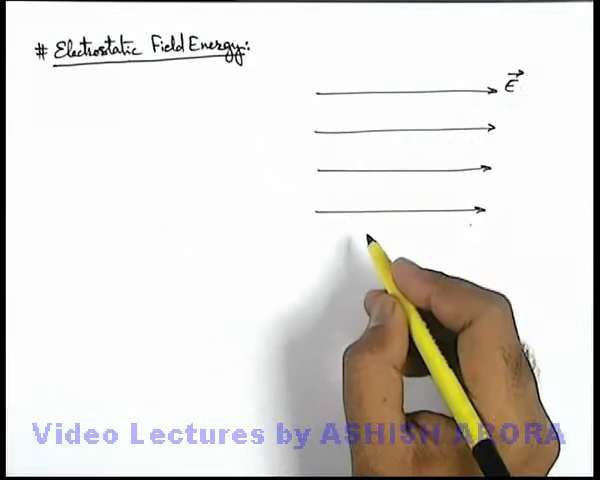 # Electrostatic Field Energy:
E
Video Lectures by ASHISH ARORA